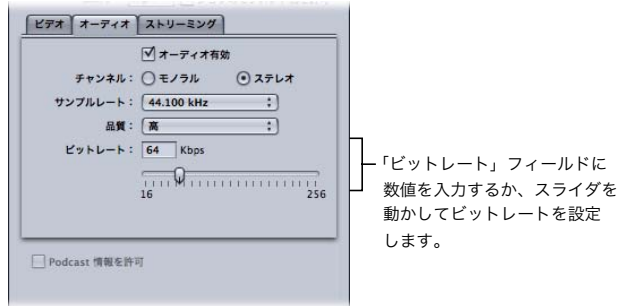 ビデオ オーディオ ストリーミング
オーディオ有効
チャンネル： モノラル ステレオ
サンプルレート： 44.100 kHz
品質： 高
ビットレート： 64 Kbps
16 256
Podcast 情報を許可
「ビットレート」フィールドに
数値を入力するか、スライダを
動かしてビットレートを設定
します。